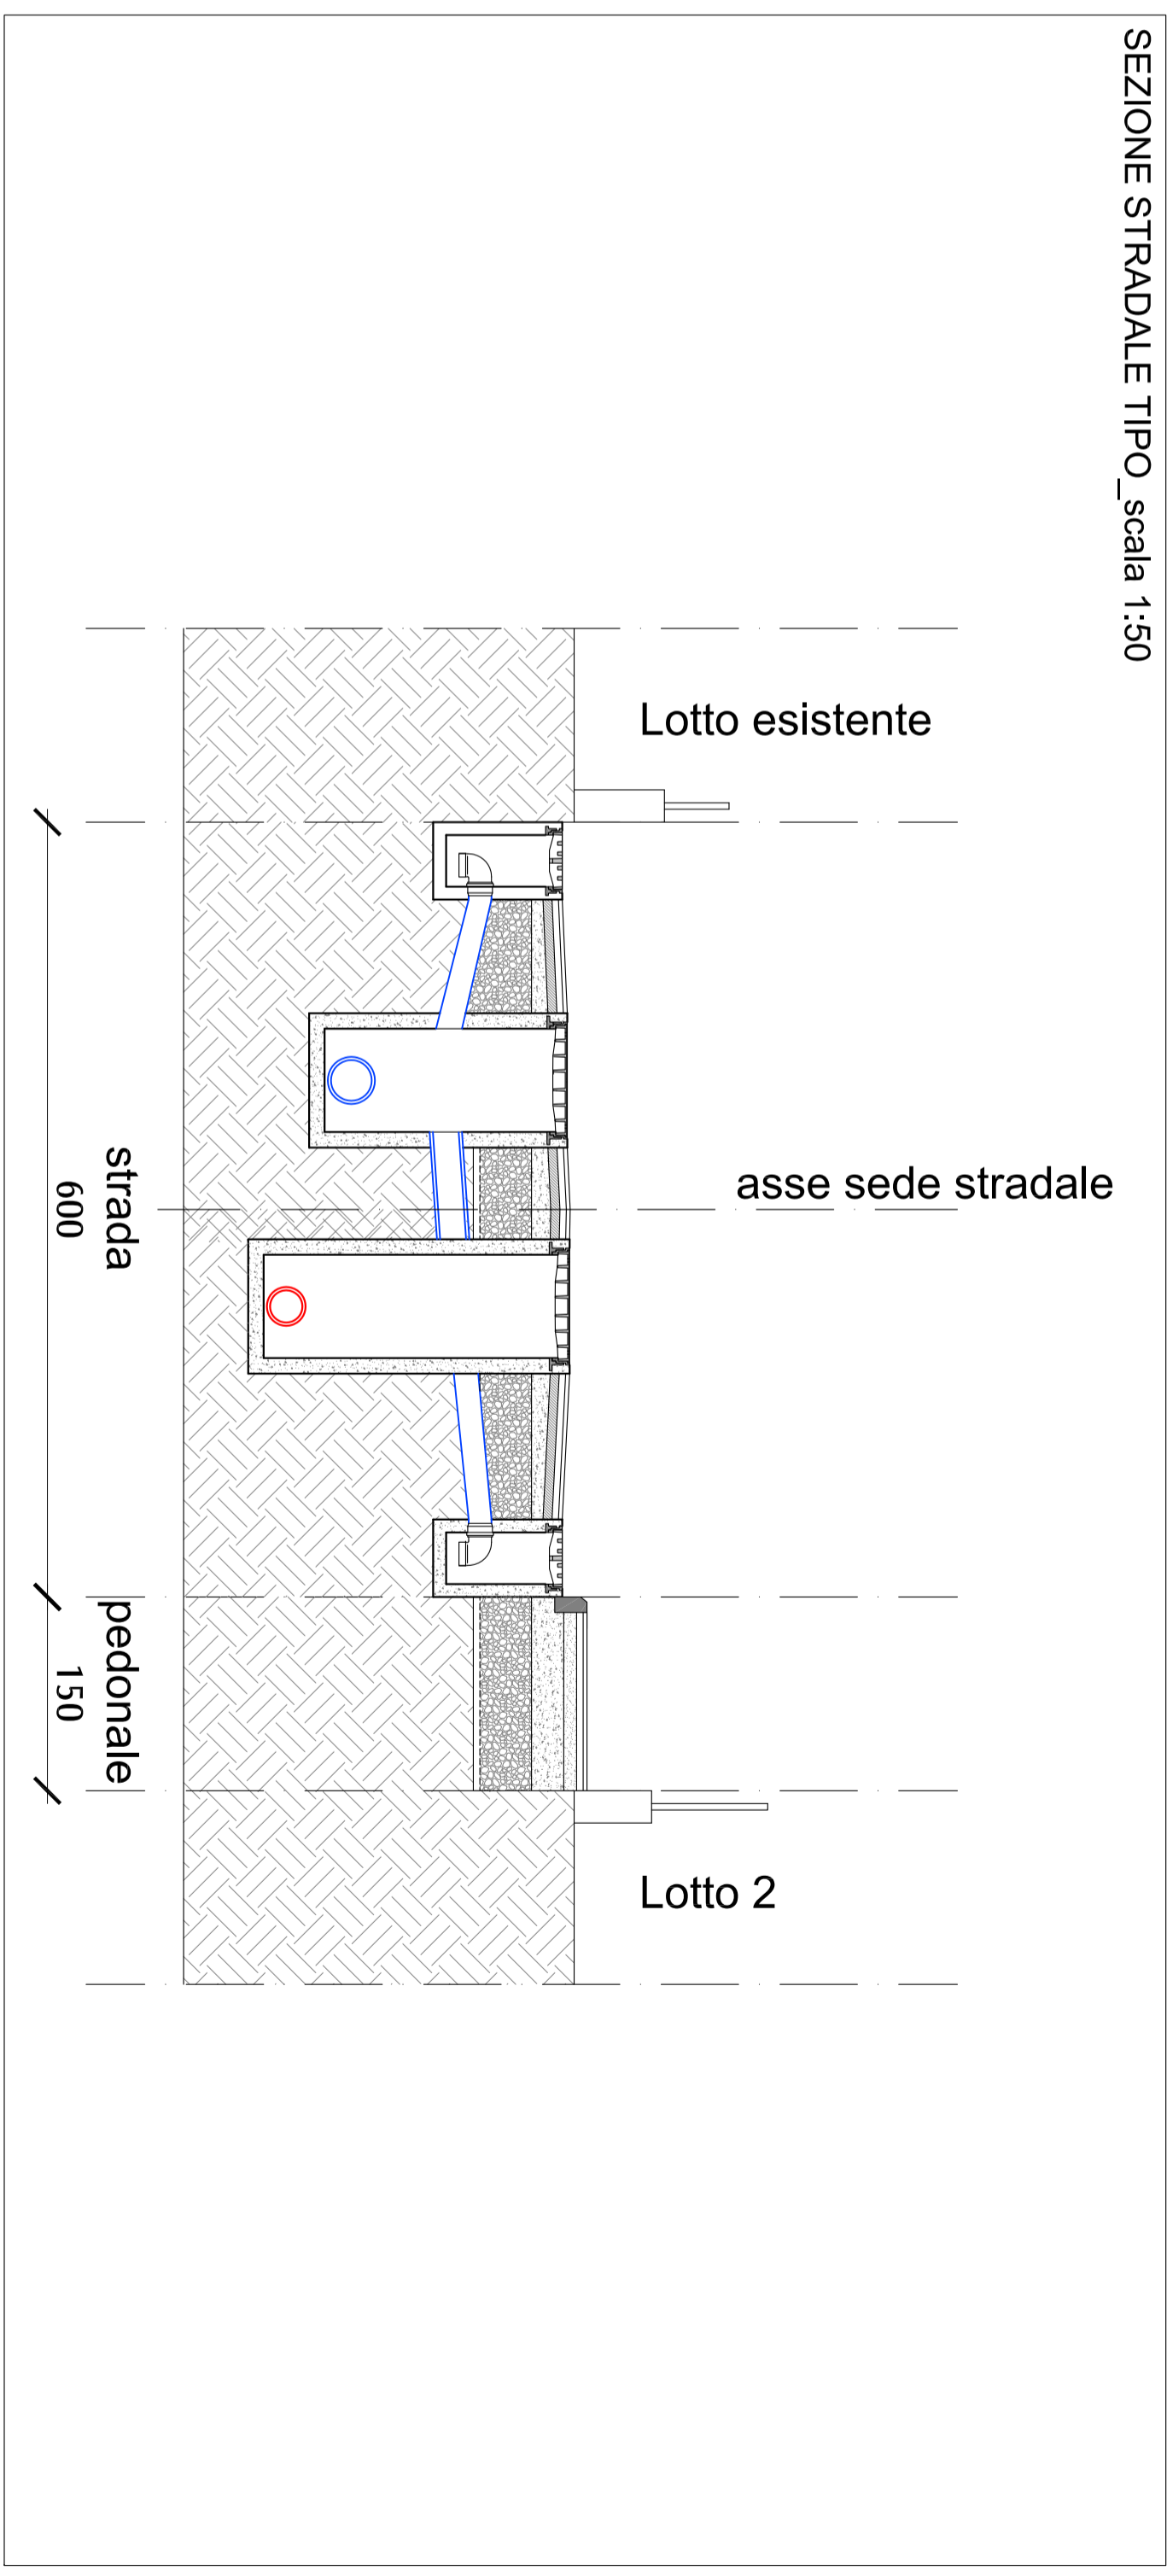 SEZIONE STRADALE TIPO_scala 1:50
Lotto esistente
asse sede stradale
Lotto 2
strada
600
pedonale
150